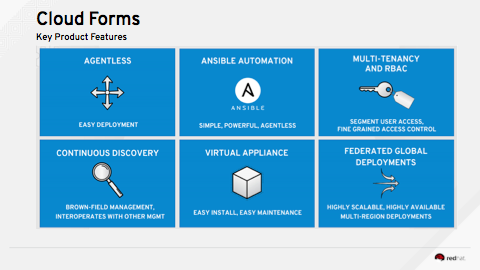 Cloud Forms
Key Product Features
AGENTLESS
EASY DEPLOYMENT
ANSIBLE AUTOMATION
ANSIBLE
SIMPLE, POWERFUL, AGENTLESS
MULTI-TENANCY
AND RBAC
SEGMENT USER ACCESS,
FINE GRAINED ACCESS CONTROL
CONTINUOUS DISCOVERY
BROWN-FIELD MANAGEMENT,
INTEROPERATES WITH OTHER MGMT
VIRTUAL APPLIANCE
EASY INSTALL, EASY MAINTENANCE
FEDERATED GLOBAL
DEPLOYMENTS
HIGHLY SCALABLE, HIGHLY AVAILABLE
MULTI-REGION DEPLOYMENTS
redhat.